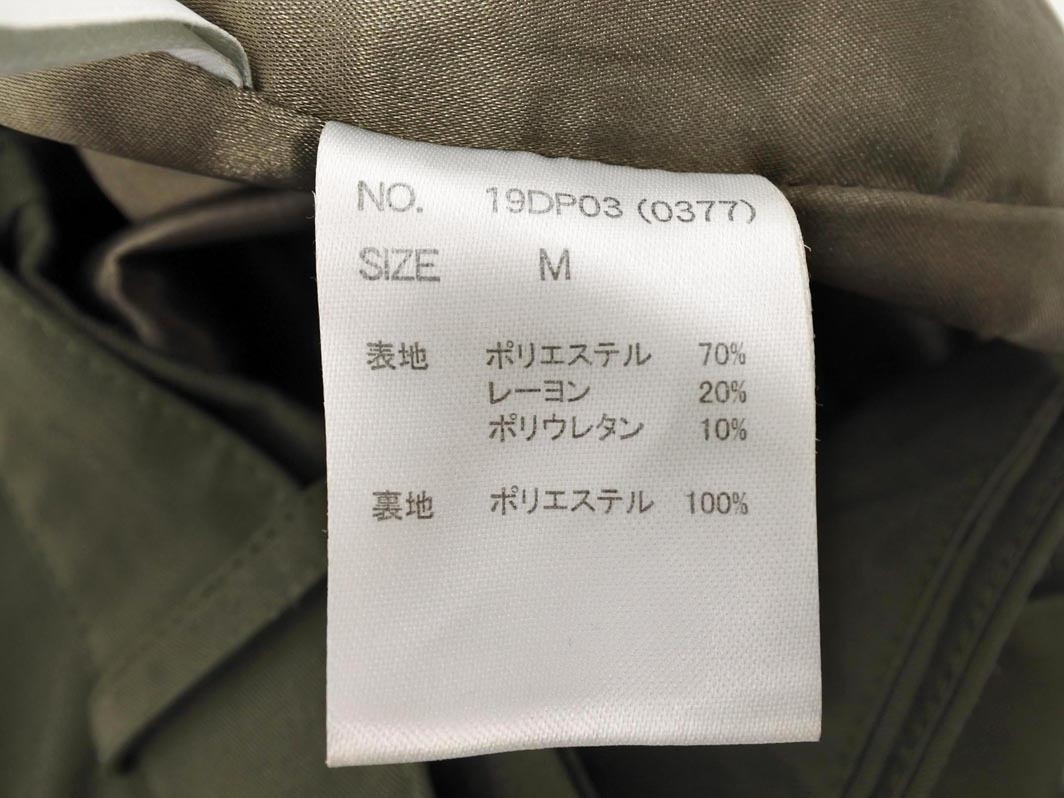 NO. 19DP03 (0377)
SIZE M
表地 ポリエステル 70%
レーヨン 20%
ポリウレタン 10%
裏地 ポリエステル 100%